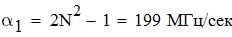 α₁ = 2N² − 1 = 199 МГц/сек